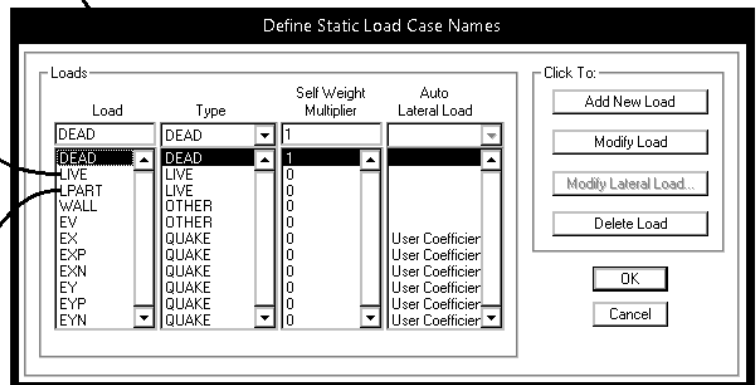 Define Static Load Case Names
Loads
Click To:
Load Type Self Weight Multiplier Auto Lateral Load
DEAD DEAD 1
DEAD DEAD 1
LIVE LIVE 0
LPART LIVE 0
WALL OTHER 0
EV OTHER 0
EX QUAKE 0 User Coefficier
EXP QUAKE 0 User Coefficier
EXN QUAKE 0 User Coefficier
EY QUAKE 0 User Coefficier
EYP QUAKE 0 User Coefficier
EYN QUAKE 0 User Coefficier
Add New Load
Modify Load
Modify Lateral Load...
Delete Load
OK
Cancel